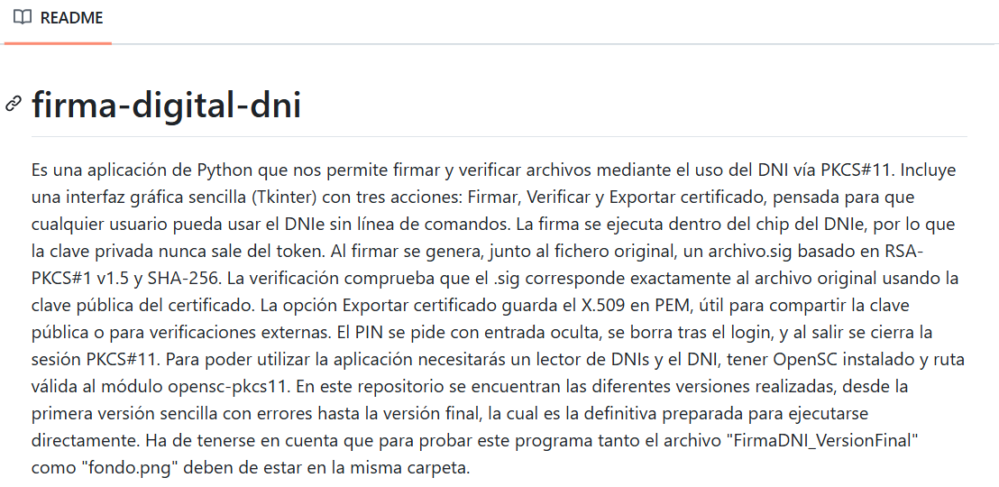 README
firma-digital-dni
Es una aplicación de Python que nos permite firmar y verificar archivos mediante el uso del DNI vía PKCS#11. Incluye
una interfaz gráfica sencilla (Tkinter) con tres acciones: Firmar, Verificar y Exportar certificado, pensada para que
cualquier usuario pueda usar el DNIe sin línea de comandos. La firma se ejecuta dentro del chip del DNIe, por lo que
la clave privada nunca sale del token. Al firmar se genera, junto al fichero original, un archivo.sig basado en RSA-
PKCS#1 v1.5 y SHA-256. La verificación comprueba que el .sig corresponde exactamente al archivo original usando la
clave pública del certificado. La opción Exportar certificado guarda el X.509 en PEM, útil para compartir la clave
pública o para verificaciones externas. El PIN se pide con entrada oculta, se borra tras el login, y al salir se cierra la
sesión PKCS#11. Para poder utilizar la aplicación necesitarás un lector de DNIs y el DNI, tener OpenSC instalado y ruta
válida al módulo opensc-pkcs11. En este repositorio se encuentran las diferentes versiones realizadas, desde la
primera versión sencilla con errores hasta la versión final, la cual es la definitiva preparada para ejecutarse
directamente. Ha de tenerse en cuenta que para probar este programa tanto el archivo "FirmaDNI_VersionFinal"
como "fondo.png" deben de estar en la misma carpeta.